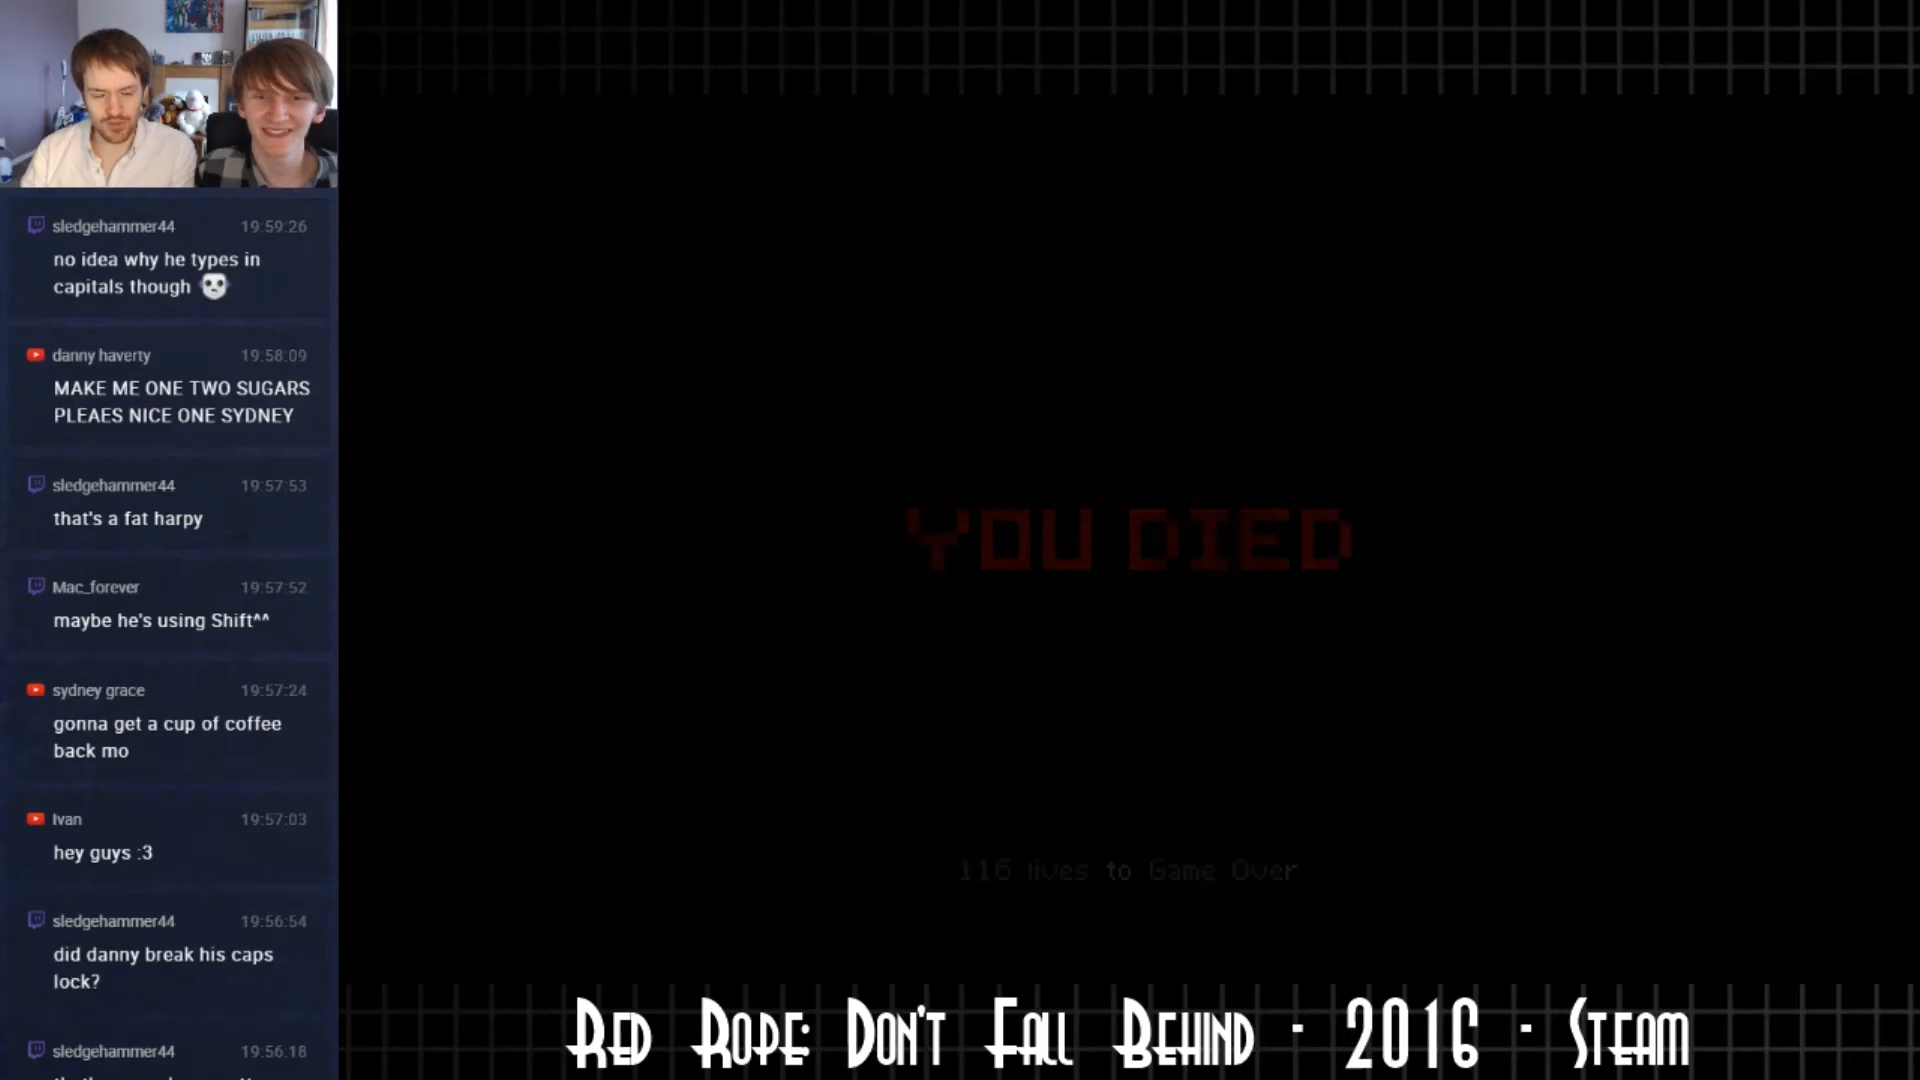 sledgehammer44 19:59:26
no idea why he types in
capitals though
danny haverty 19:58:09
MAKE ME ONE TWO SUGARS
PLEAES NICE ONE SYDNEY
sledgehammer44 19:57:53
that's a fat harpy
Mac_forever 19:57:52
maybe he's using Shift^^
sydney grace 19:57:24
gonna get a cup of coffee
back mo
Ivan 19:57:03
hey guys :3
sledgehammer44 19:56:54
did danny break his caps
lock?
sledgehammer44 19:56:18
YOU DIED
116 lives to Game Over
Red Rope: Don't Fall Behind - 2016 - Steam